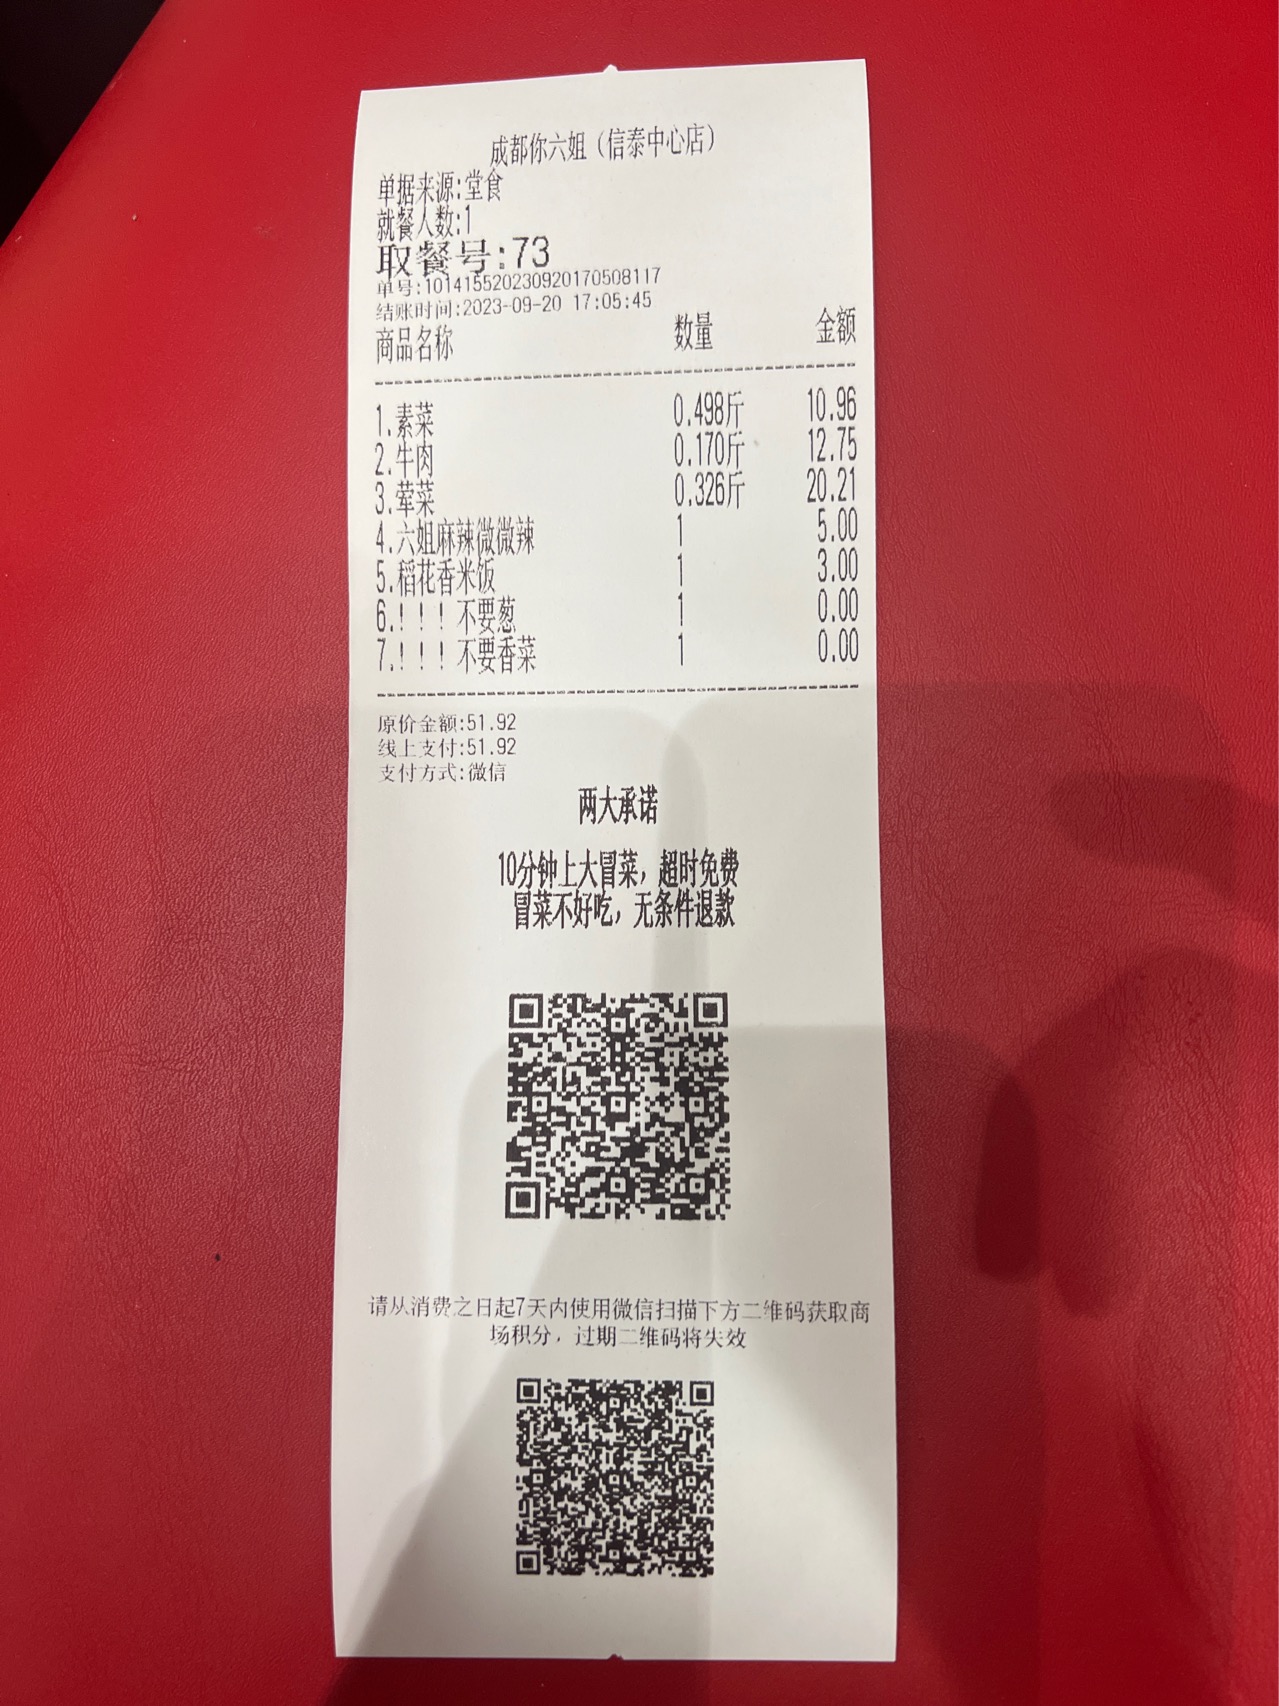 成都你六姐（信泰中心店）
单据来源:堂食
就餐人数:1
取餐号:73
单号:101415520230920170508117
结账时间:2023-09-20 17:05:45
商品名称 数量 金额
1.素菜 0.498斤 10.96
2.牛肉 0.170斤 12.75
3.荤菜 0.326斤 20.21
4.六姐麻辣微微辣 1 5.00
5.稻花香米饭 1 3.00
6.！！！不要葱 1 0.00
7.！！！不要香菜 1 0.00
原价金额:51.92
线上支付:51.92
支付方式:微信
两大承诺
10分钟上大冒菜，超时免费
冒菜不好吃，无条件退款
请从消费之日起7天内使用微信扫描下方二维码获取商
场积分，过期二维码将失效